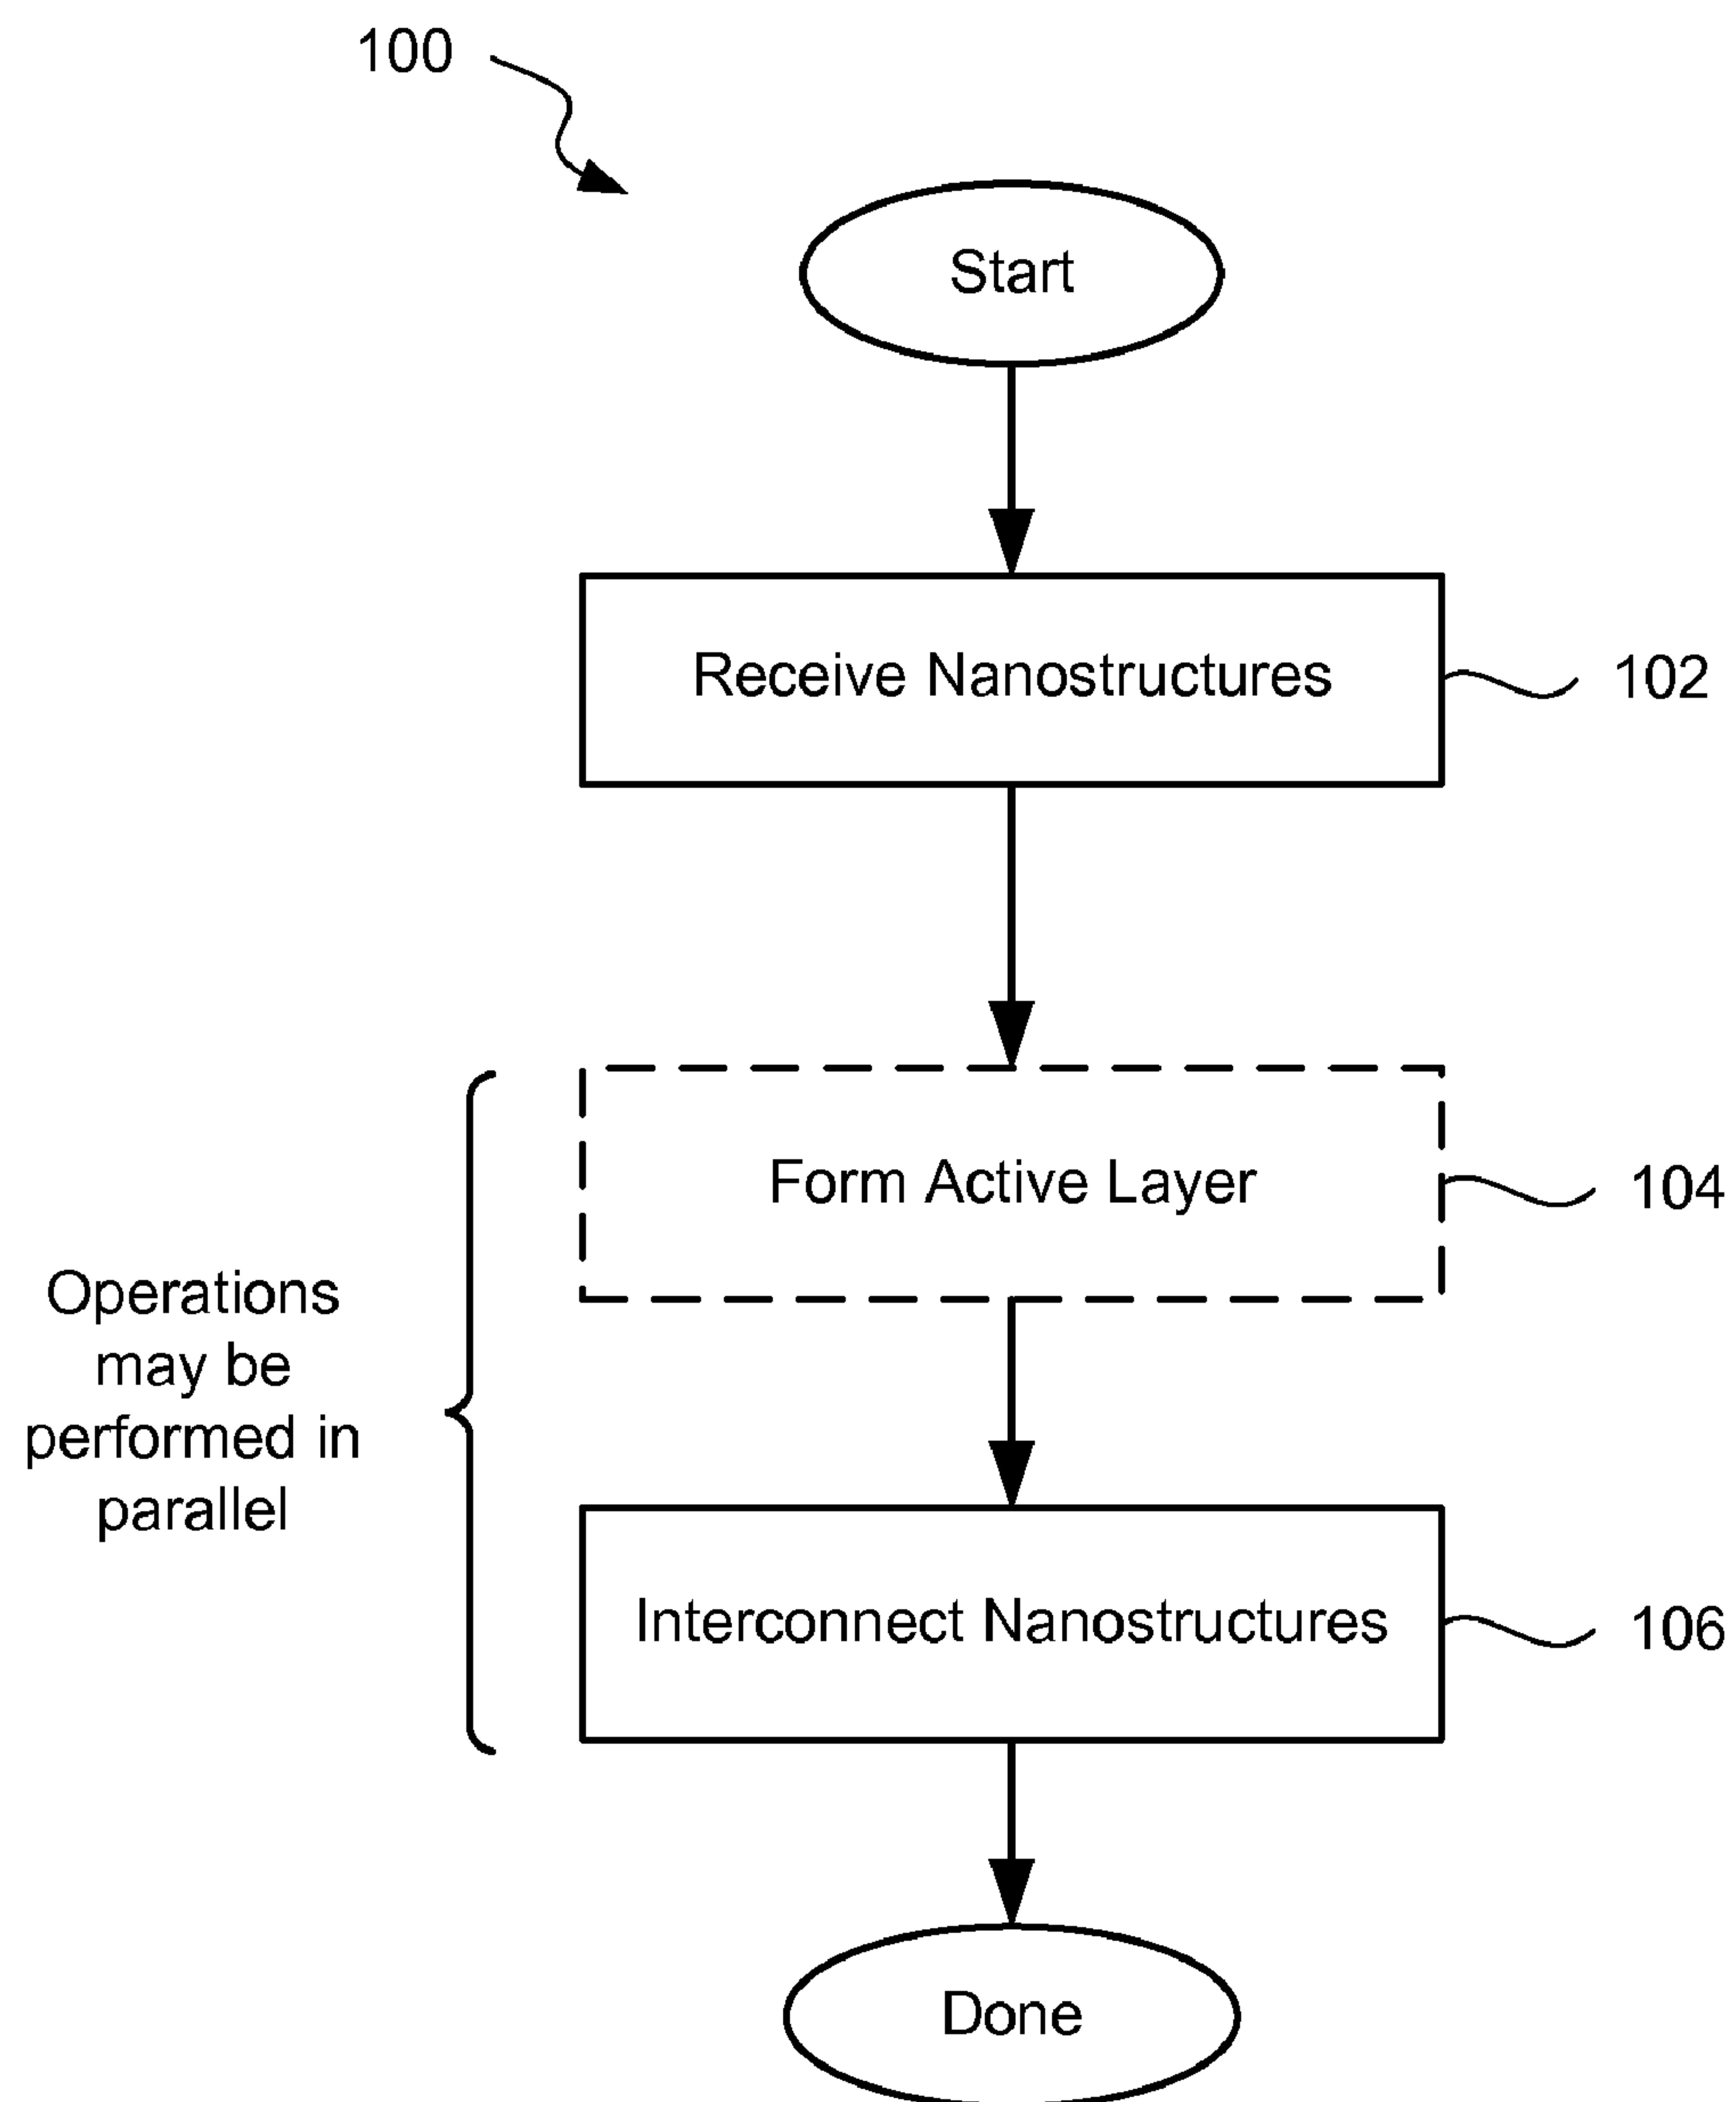 100
Start
Receive Nanostructures
102
Form Active Layer
104
Operations
may be
performed in
parallel
Interconnect Nanostructures
106
Done